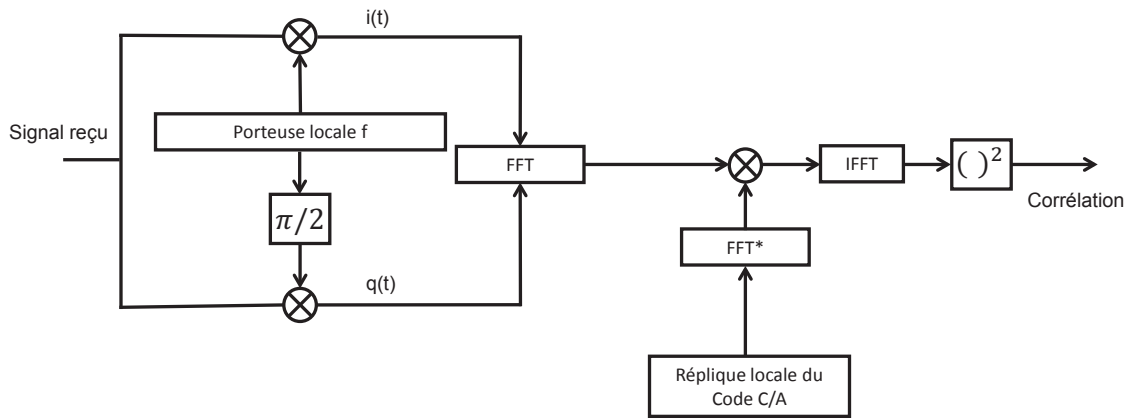 i(t)
Signal reçu
Porteuse locale f
FFT
IFFT
( )²
π/2
Corrélation
FFT*
q(t)
Réplique locale du
Code C/A